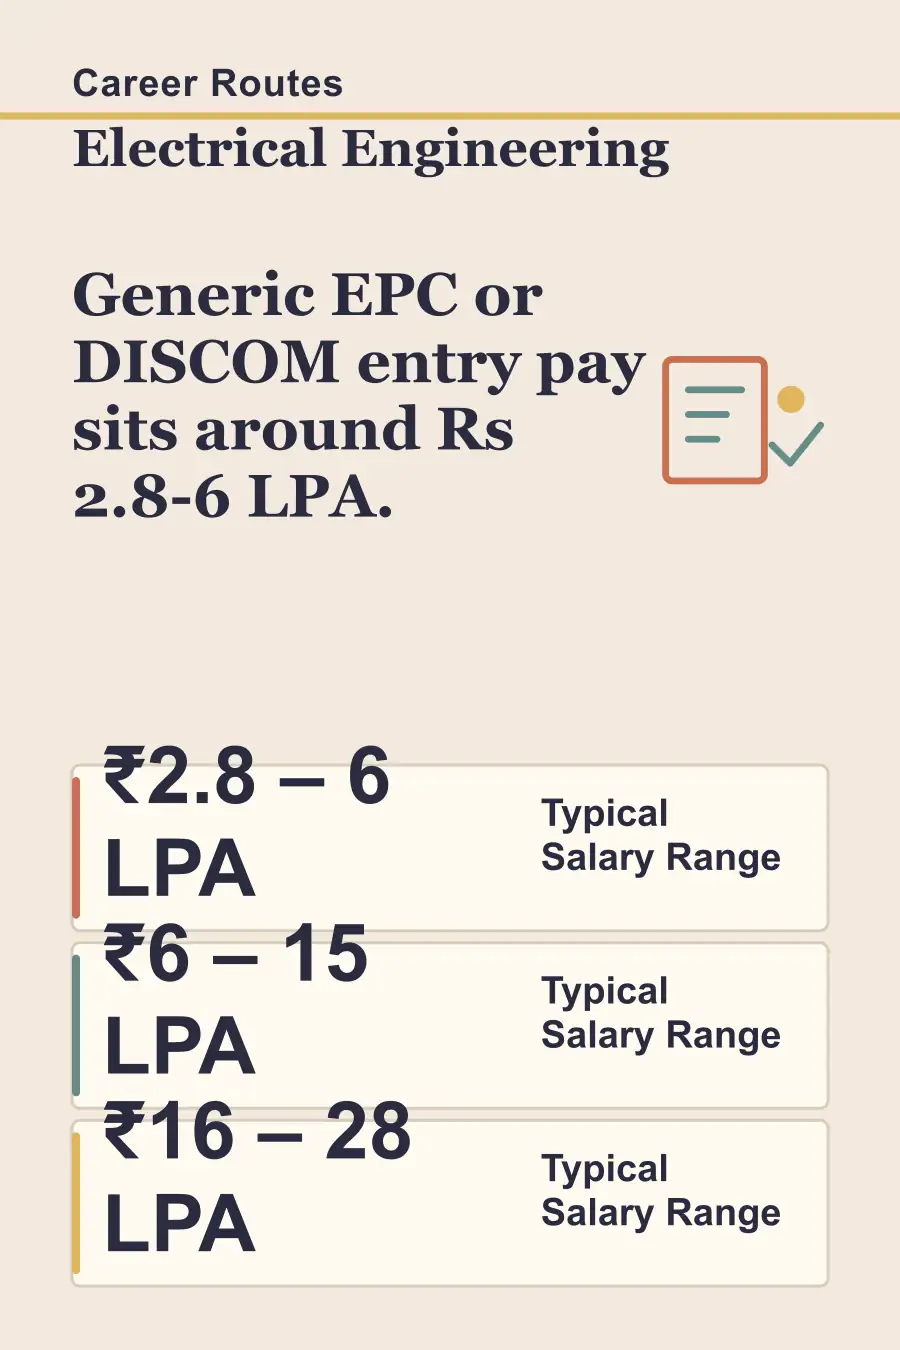 Career Routes
Electrical Engineering
Generic EPC or
DISCOM entry pay
sits around Rs
2.8-6 LPA.
₹2.8 – 6
LPA
Typical
Salary Range
₹6 – 15
LPA
Typical
Salary Range
₹16 – 28
LPA
Typical
Salary Range